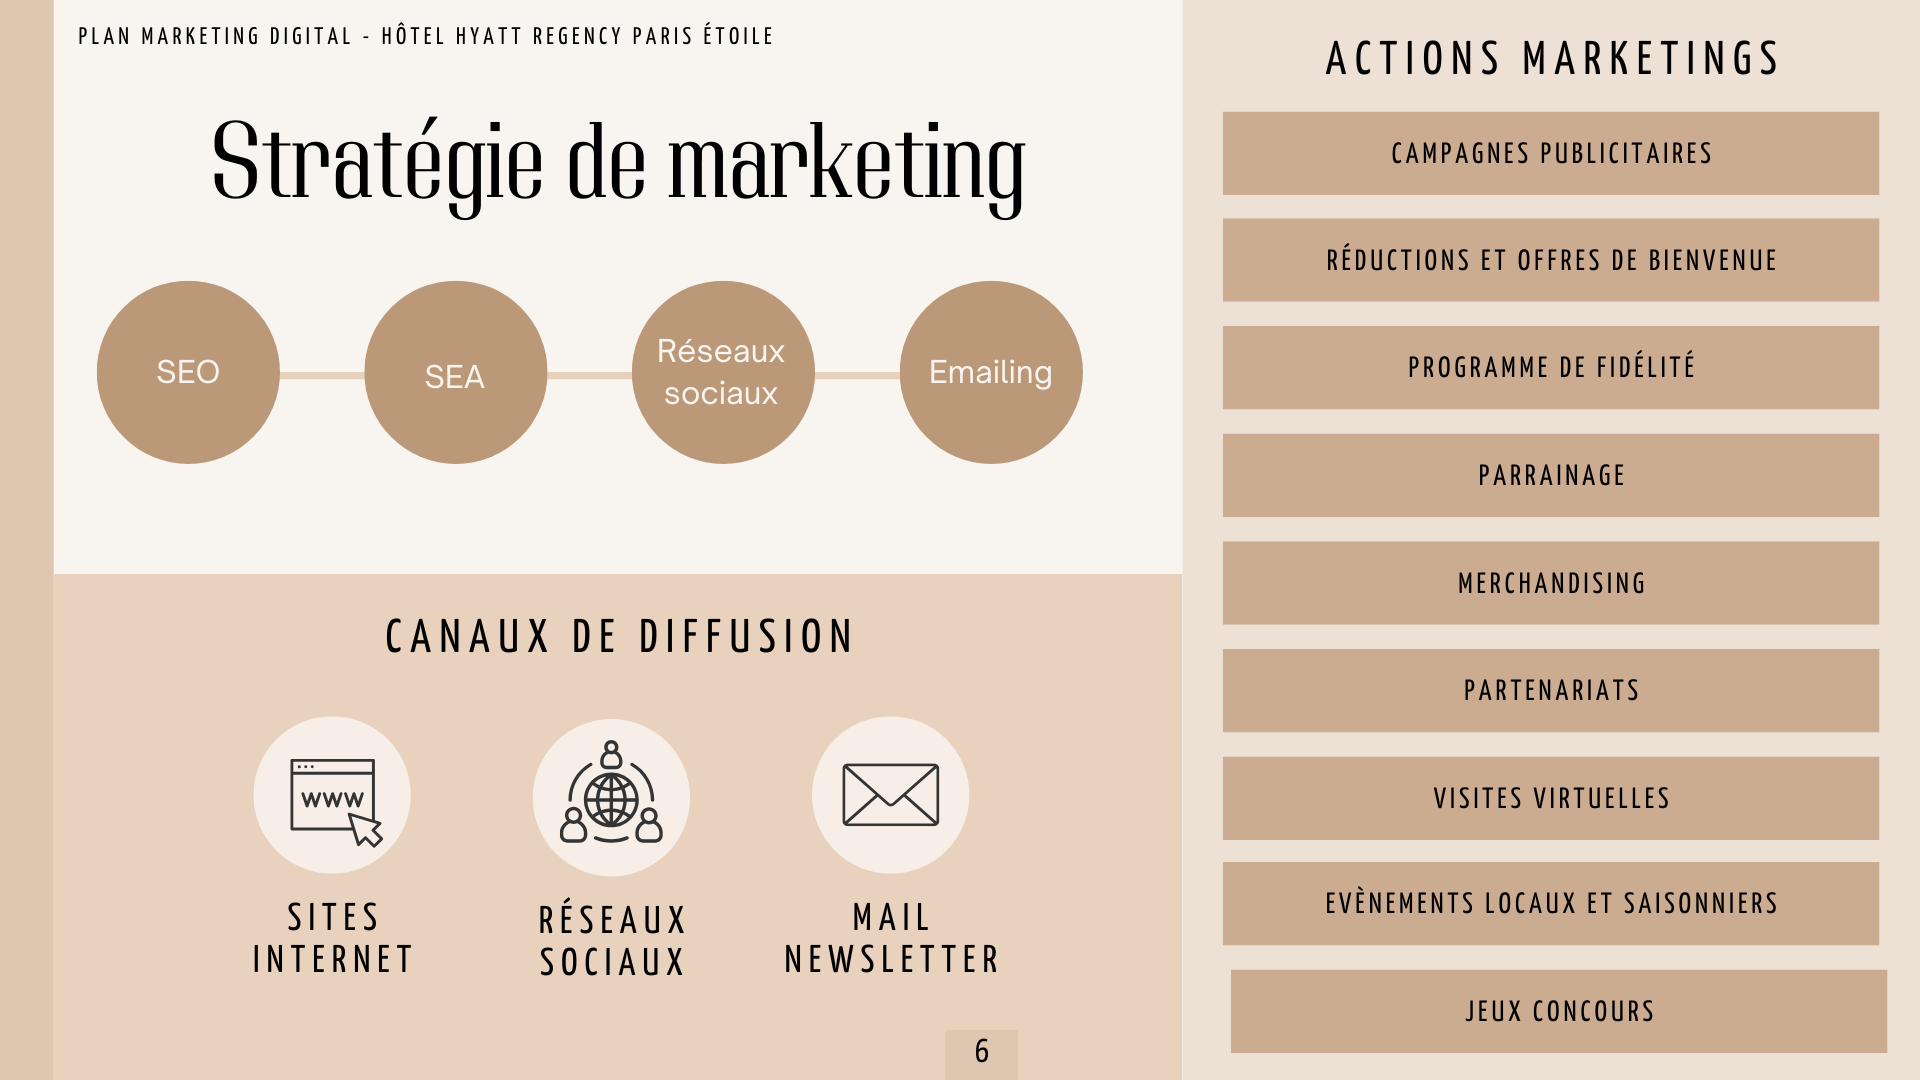 PLAN MARKETING DIGITAL - HÔTEL HYATT REGENCY PARIS ÉTOILE
Stratégie de marketing
SEO
SEA
Réseaux
sociaux
Emailing
CANAUX DE DIFFUSION
WWW
SITES
INTERNET
RÉSEAUX
SOCIAUX
MAIL
NEWSLETTER
6
ACTIONS MARKETINGS
CAMPAGNES PUBLICITAIRES
RÉDUCTIONS ET OFFRES DE BIENVENUE
PROGRAMME DE FIDÉLITÉ
PARRAINAGE
MERCHANDISING
PARTENARIATS
VISITES VIRTUELLES
EVÈNEMENTS LOCAUX ET SAISONNIERS
JEUX CONCOURS